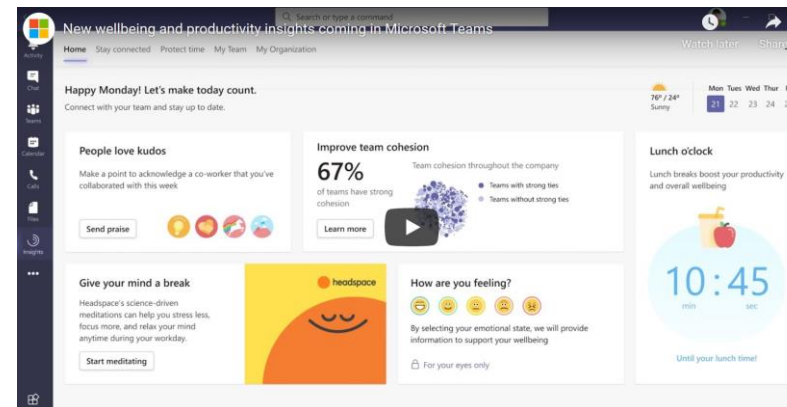 Search or type a command
New wellbeing and productivity insights coming in Microsoft Teams
Watch later
Share
Activity
Chat
Teams
Calendar
Calls
Files
Insights
Home Stay connected Protect time My Team My Organization
Happy Monday! Let's make today count.
Connect with your team and stay up to date.
76° / 24°
Sunny
Mon Tues Wed Thur
21 22 23 24
People love kudos
Make a point to acknowledge a co-worker that you've
collaborated with this week
Send praise
Improve team cohesion
67%
of teams have strong
cohesion
Learn more
Team cohesion throughout the company
Teams with strong ties
Teams without strong ties
Lunch o'clock
Lunch breaks boost your productivity
and overall wellbeing
10:45
min sec
Until your lunch time!
Give your mind a break
Headspace's science-driven
meditations can help you stress less,
focus more, and relax your mind
anytime during your workday.
Start meditating
headspace
How are you feeling?
By selecting your emotional state, we will provide
information to support your wellbeing
For your eyes only